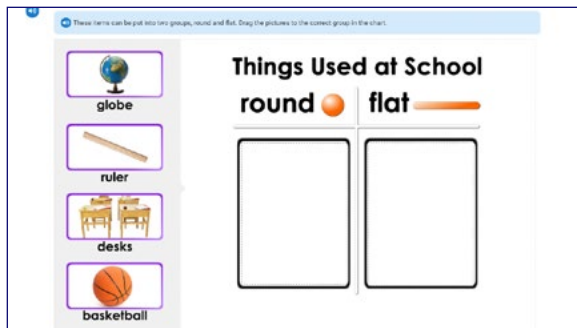 These items can be put into two groups, round and flat. Drag the pictures to the correct group in the chart.
globe
ruler
desks
basketball
Things Used at School
round flat